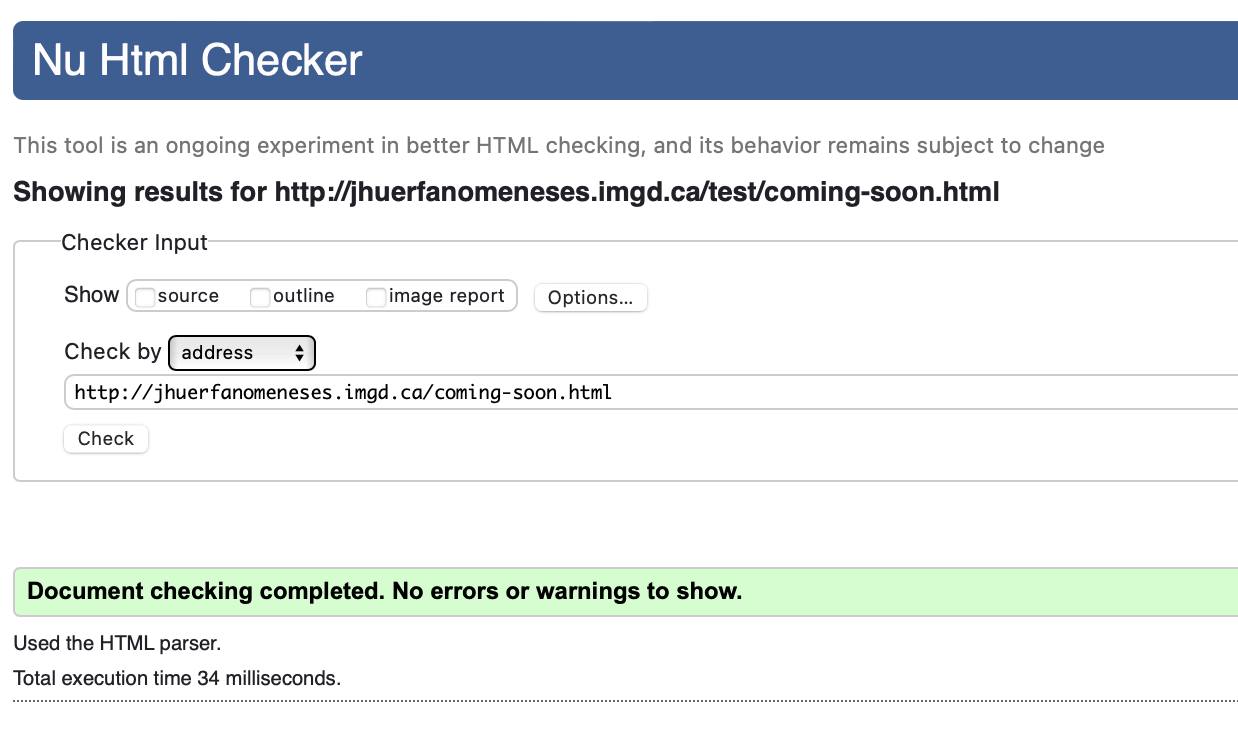 Nu Html Checker
This tool is an ongoing experiment in better HTML checking, and its behavior remains subject to change
Showing results for http://jhuerfanomeneses.imgd.ca/test/coming-soon.html
Checker Input
Show source outline image report Options...
Check by address
http://jhuerfanomeneses.imgd.ca/coming-soon.html
Check
Document checking completed. No errors or warnings to show.
Used the HTML parser.
Total execution time 34 milliseconds.